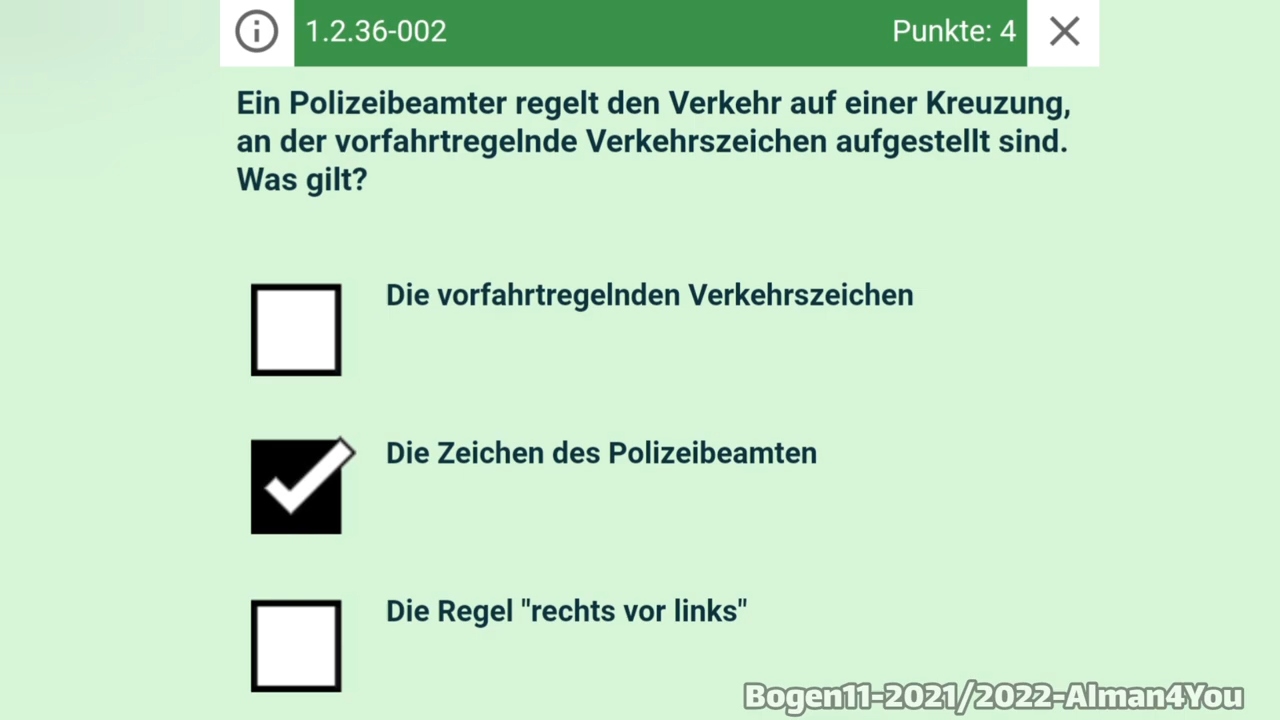 1.2.36-002 Punkte: 4
Ein Polizeibeamter regelt den Verkehr auf einer Kreuzung,
an der vorfahrtregelnde Verkehrszeichen aufgestellt sind.
Was gilt?
Die vorfahrtregelnden Verkehrszeichen
Die Zeichen des Polizeibeamten
Die Regel "rechts vor links"
Bogen11-2021/2022-Alman4You